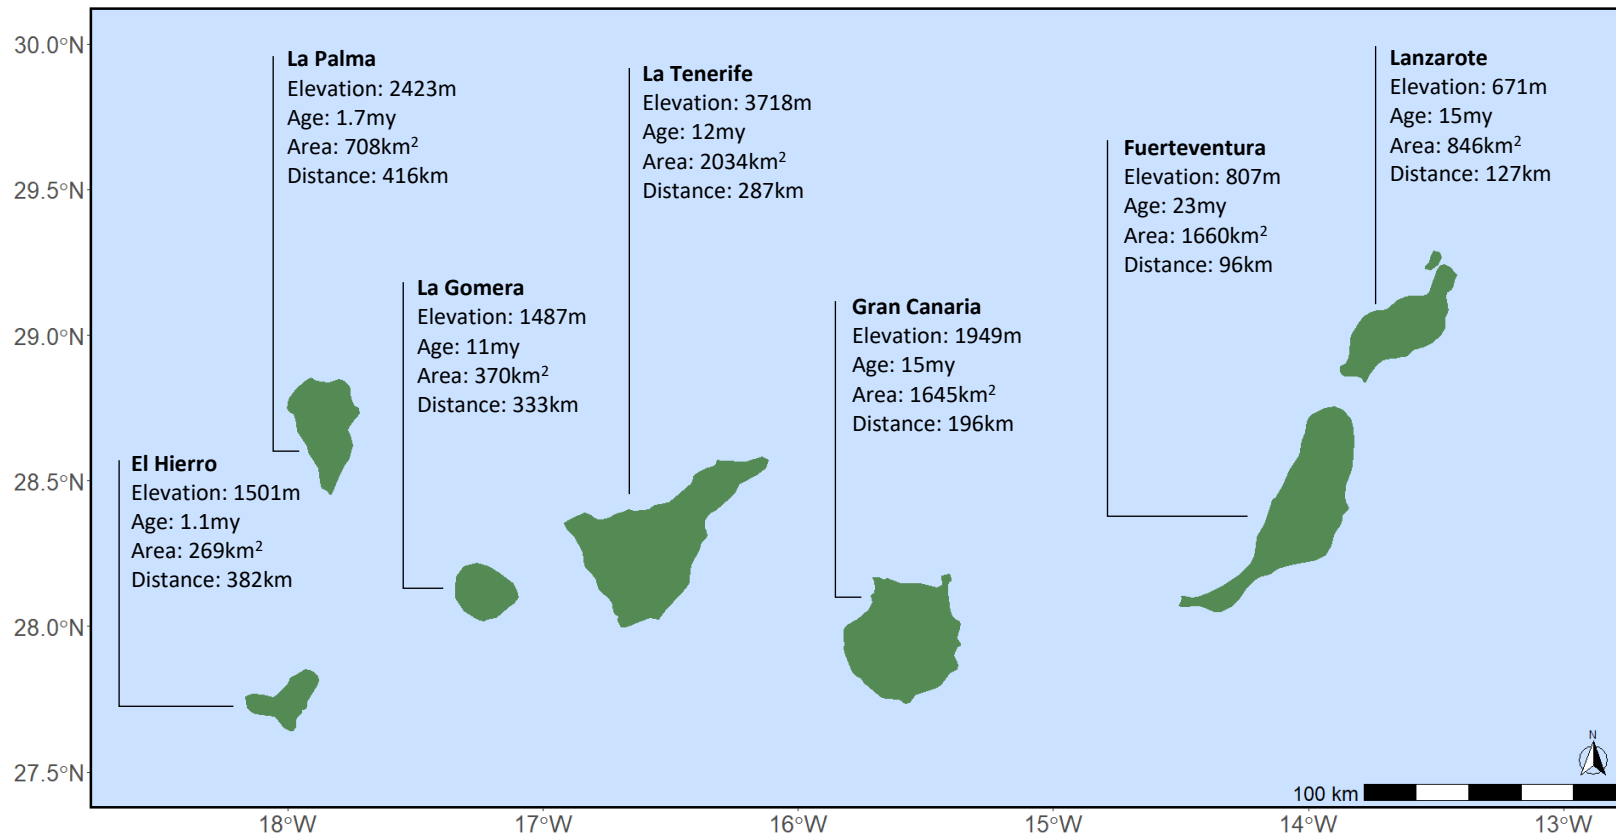 30.0°N
29.5°N
29.0°N
28.5°N
28.0°N
27.5°N
La Palma
Elevation: 2423m
Age: 1.7my
Area: 708km²
Distance: 416km
La Tenerife
Elevation: 3718m
Age: 12my
Area: 2034km²
Distance: 287km
Lanzarote
Elevation: 671m
Age: 15my
Area: 846km²
Distance: 127km
Fuerteventura
Elevation: 807m
Age: 23my
Area: 1660km²
Distance: 96km
La Gomera
Elevation: 1487m
Age: 11my
Area: 370km²
Distance: 333km
Gran Canaria
Elevation: 1949m
Age: 15my
Area: 1645km²
Distance: 196km
El Hierro
Elevation: 1501m
Age: 1.1my
Area: 269km²
Distance: 382km
N
100 km
18°W
17°W
16°W
15°W
14°W
13°W